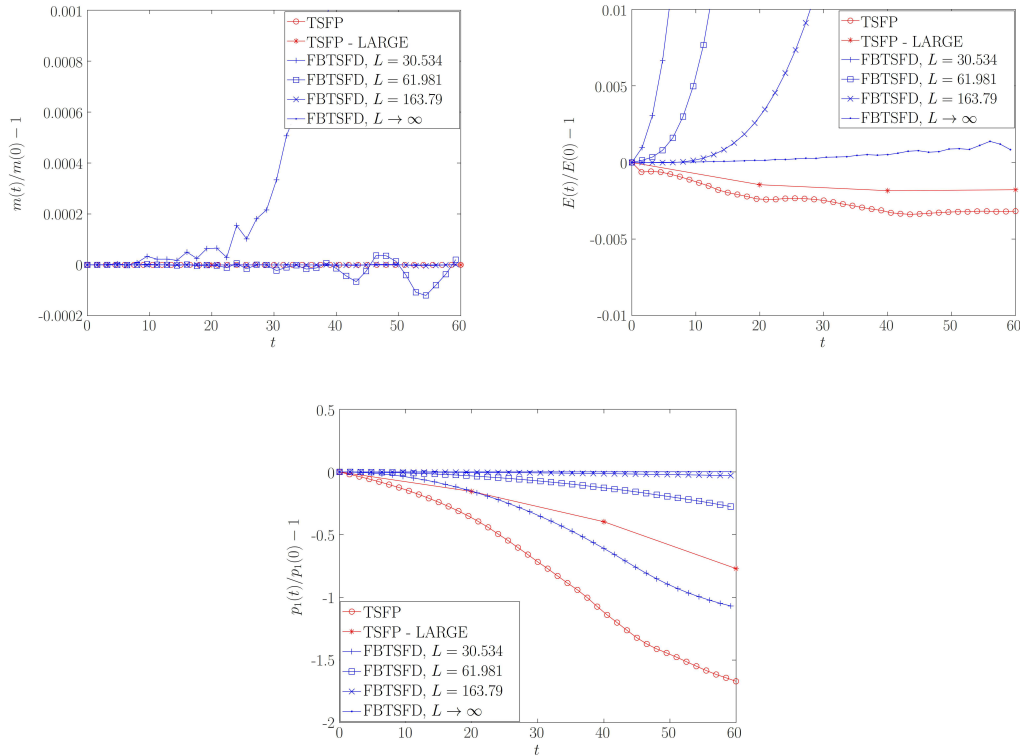 0.001
0.0008
0.0006
0.0004
0.0002
0
-0.0002
m(t)/m(0) − 1
0 10 20 30 40 50 60
t
TSFP
TSFP - LARGE
FBTSFD, L = 30.534
FBTSFD, L = 61.981
FBTSFD, L = 163.79
FBTSFD, L → ∞
0.01
0.005
0
-0.005
-0.01
E(t)/E(0) − 1
0 10 20 30 40 50 60
t
TSFP
TSFP - LARGE
FBTSFD, L = 30.534
FBTSFD, L = 61.981
FBTSFD, L = 163.79
FBTSFD, L → ∞
0.5
0
-0.5
-1
-1.5
-2
p₁(t)/p₁(0) − 1
TSFP
TSFP - LARGE
FBTSFD, L = 30.534
FBTSFD, L = 61.981
FBTSFD, L = 163.79
FBTSFD, L → ∞
0 10 20 30 40 50 60
t